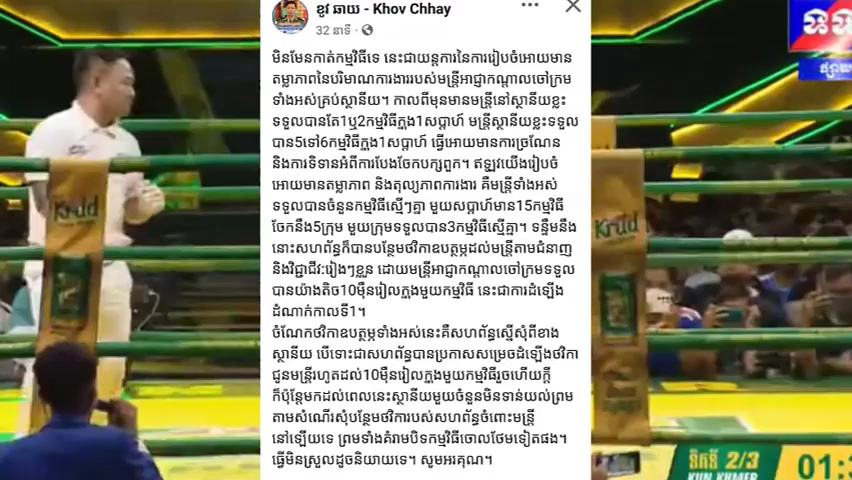 ខូវ ឆាយ - Khov Chhay
32 នាទី
មិនមែនកាត់កម្មវិធីទេ នេះជាយន្តការនៃការរៀបចំអោយមាន
តម្លាភាពនៃបរិមាណការងាររបស់មន្រ្តីអាជ្ញាកណ្តាលចៅក្រម
ទាំងអស់គ្រប់ស្ថានីយ។ កាលពីមុនមានមន្រ្តីនៅស្ថានីយខ្លះ
ទទួលបានតែ1ឬ2កម្មវិធីក្នុង1សប្តាហ៍ មន្រ្តីស្ថានីយខ្លះទទួល
បាន5ទៅ6កម្មវិធីក្នុង1សប្តាហ៍ ធ្វើអោយមានការច្រណែន
និងការទិទានអំពីការបែងចែកបក្សពួក។ ឥឡូវយើងរៀបចំ
អោយមានតម្លាភាព និងតុល្យភាពការងារ គឺមន្រ្តីទាំងអស់
ទទួលបានចំនួនកម្មវិធីស្មើៗគ្នា មួយសប្តាហ៍មាន15កម្មវិធី
ចែកនឹង5ក្រុម មួយក្រុមទទួលបាន3កម្មវិធីស្មើគ្នា។ ទន្ទឹមនឹង
នោះសហព័ន្ធក៏បានបន្ថែមថវិកាឧបត្ថម្ភដល់មន្រ្តីតាមជំនាញ
និងវិជ្ជាជីវៈរៀងៗខ្លួន ដោយមន្រ្តីអាជ្ញាកណ្តាលចៅក្រមទទួល
បានយ៉ាងតិច10ម៉ឺនរៀលក្នុងមួយកម្មវិធី នេះជាការដំឡើង
ដំណាក់កាលទី1។
ចំណែកថវិកាឧបត្ថម្ភទាំងអស់នេះគឺសហព័ន្ធស្នើសុំពីខាង
ស្ថានីយ បើទោះជាសហព័ន្ធបានប្រកាសសម្រេចដំឡើងថវិកា
ជូនមន្រ្តីរហូតដល់10ម៉ឺនរៀលក្នុងមួយកម្មវិធីរួចហើយក្តី
ក៏ប៉ុន្តែមកដល់ពេលនេះស្ថានីយមួយចំនួនមិនទាន់យល់ព្រម
តាមសំណើរសុំបន្ថែមថវិការបស់សហព័ន្ធចំពោះមន្រ្តី
នៅឡើយទេ ព្រមទាំងគំរាមបិទកម្មវិធីចោលថែមទៀតផង។
ធ្វើមិនស្រួលដូចនិយាយទេ។ សូមអរគុណ។
Krud
Krud
ទឹកទី 2/3
KUN KHMER